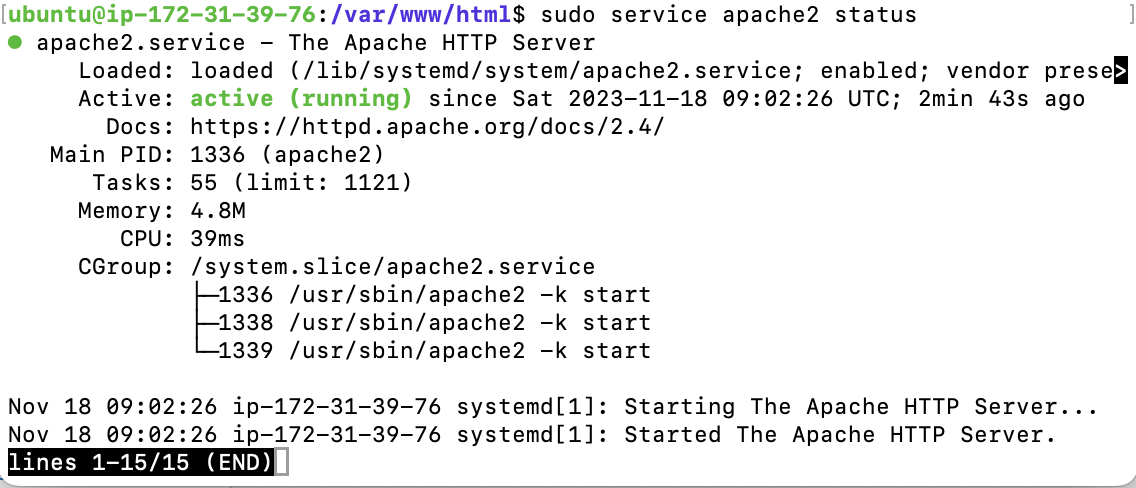 [ubuntu@ip-172-31-39-76:/var/www/html$ sudo service apache2 status ]
● apache2.service - The Apache HTTP Server
     Loaded: loaded (/lib/systemd/system/apache2.service; enabled; vendor prese>
     Active: active (running) since Sat 2023-11-18 09:02:26 UTC; 2min 43s ago
       Docs: https://httpd.apache.org/docs/2.4/
   Main PID: 1336 (apache2)
      Tasks: 55 (limit: 1121)
     Memory: 4.8M
        CPU: 39ms
     CGroup: /system.slice/apache2.service
             ├─1336 /usr/sbin/apache2 -k start
             ├─1338 /usr/sbin/apache2 -k start
             └─1339 /usr/sbin/apache2 -k start

Nov 18 09:02:26 ip-172-31-39-76 systemd[1]: Starting The Apache HTTP Server...
Nov 18 09:02:26 ip-172-31-39-76 systemd[1]: Started The Apache HTTP Server.
lines 1-15/15 (END)